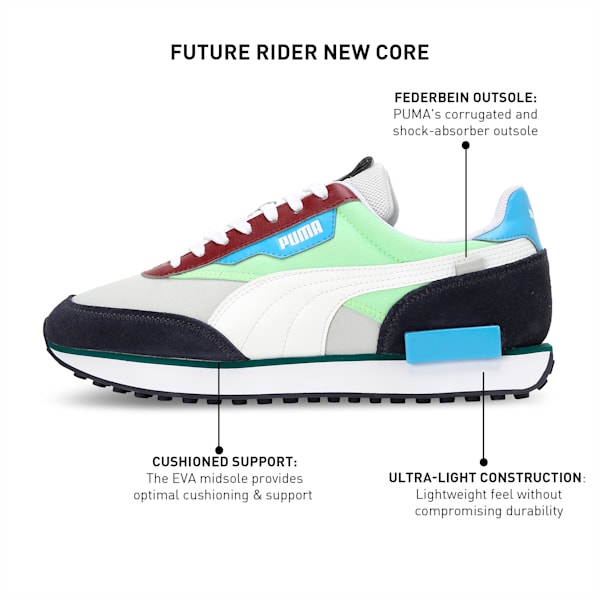 FUTURE RIDER NEW CORE
FEDERBEIN OUTSOLE:
PUMA's corrugated and
shock-absorber outsole
PUMA
CUSHIONED SUPPORT:
The EVA midsole provides
optimal cushioning & support
ULTRA-LIGHT CONSTRUCTION:
Lightweight feel without
compromising durability